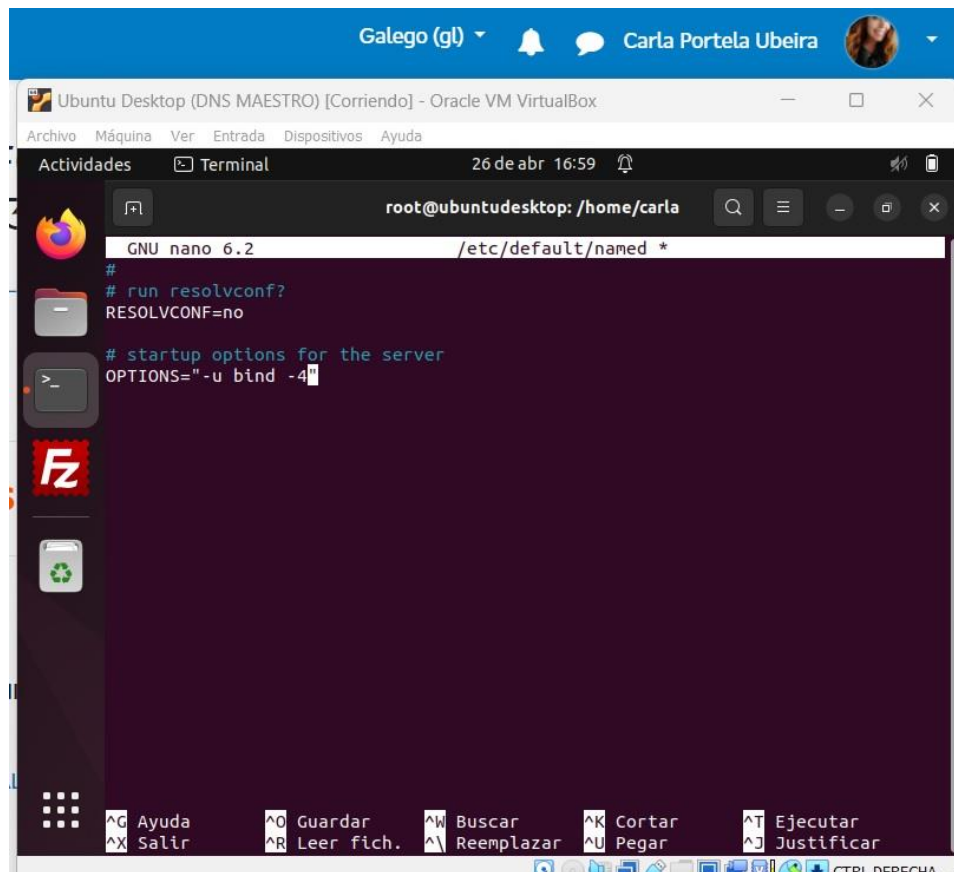 Galego (gl)
Carla Portela Ubeira
Ubuntu Desktop (DNS MAESTRO) [Corriendo] - Oracle VM VirtualBox
Archivo Máquina Ver Entrada Dispositivos Ayuda
Actividades Terminal 26 de abr 16:59
root@ubuntudesktop: /home/carla
GNU nano 6.2 /etc/default/named *
#
# run resolvconf?
RESOLVCONF=no
# startup options for the server
OPTIONS="-u bind -4"
Fz
^G Ayuda ^O Guardar ^W Buscar ^K Cortar ^T Ejecutar
^X Salir ^R Leer fich. ^\ Reemplazar ^U Pegar ^J Justificar
CTRL DERECHA